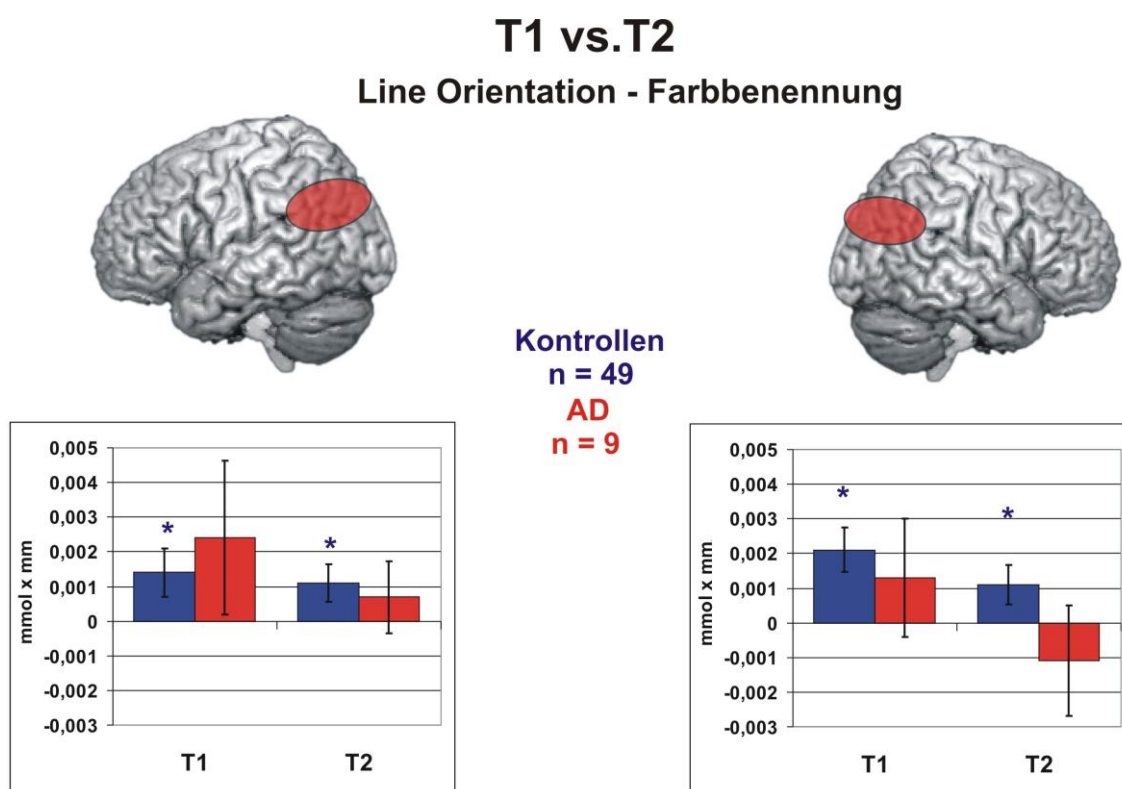 T1 vs.T2
Line Orientation - Farbbenennung
Kontrollen
n = 49
AD
n = 9
mmol x mm
0,005
0,004
0,003
0,002
0,001
0
-0,001
-0,002
-0,003
*
*
T1
T2
mmol x mm
0,005
0,004
0,003
0,002
0,001
0
-0,001
-0,002
-0,003
*
*
T1
T2